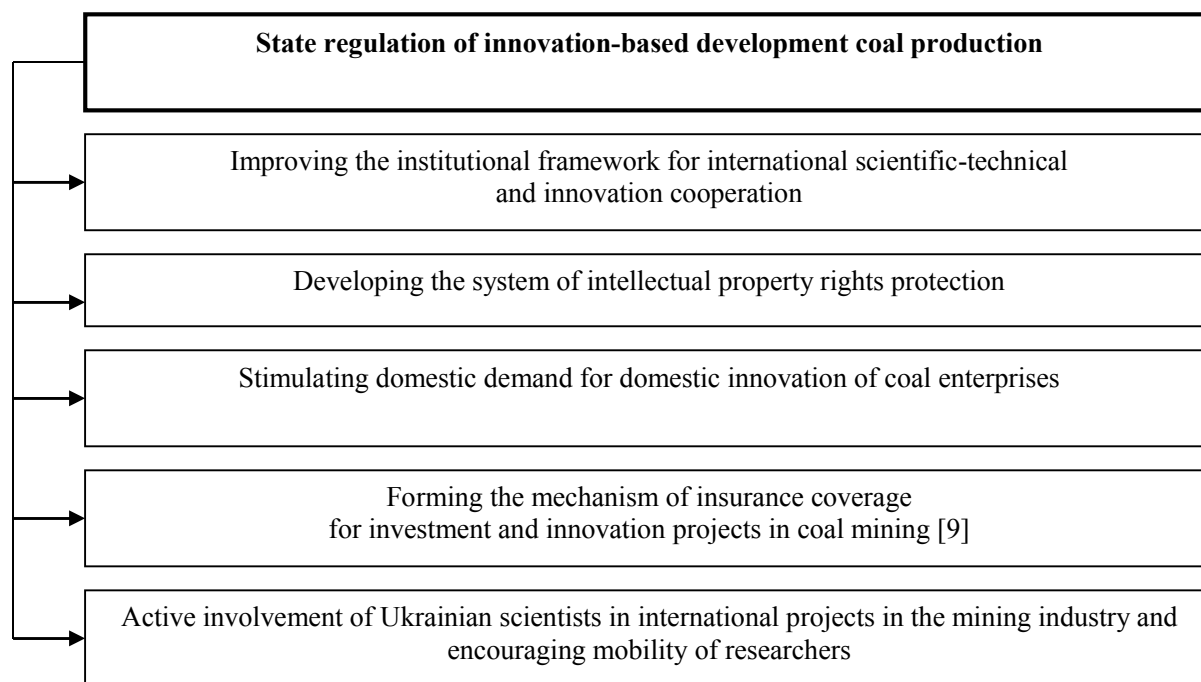 State regulation of innovation-based development coal production
Improving the institutional framework for international scientific-technical
and innovation cooperation
Developing the system of intellectual property rights protection
Stimulating domestic demand for domestic innovation of coal enterprises
Forming the mechanism of insurance coverage
for investment and innovation projects in coal mining [9]
Active involvement of Ukrainian scientists in international projects in the mining industry and
encouraging mobility of researchers